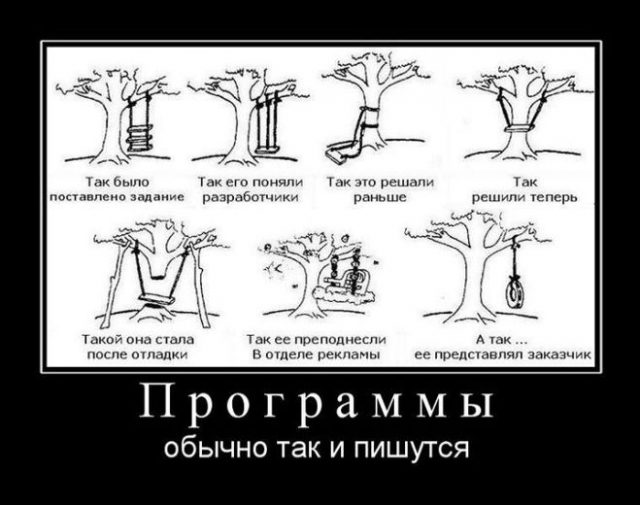 Так было
поставлено задание
Так его поняли
разработчики
Так это решали
раньше
Так
решили теперь
Такой она стала
после отладки
Так ее преподнесли
В отделе рекламы
А так ...
ее представлял заказчик
Программы
обычно так и пишутся